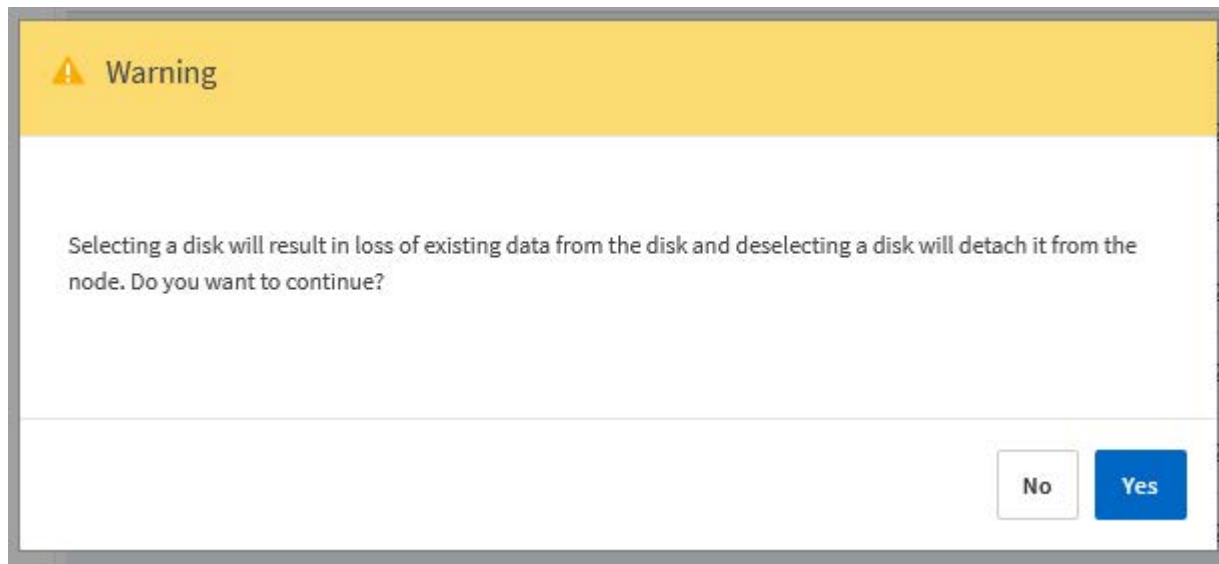 Warning
Selecting a disk will result in loss of existing data from the disk and deselecting a disk will detach it from the
node. Do you want to continue?
No
Yes